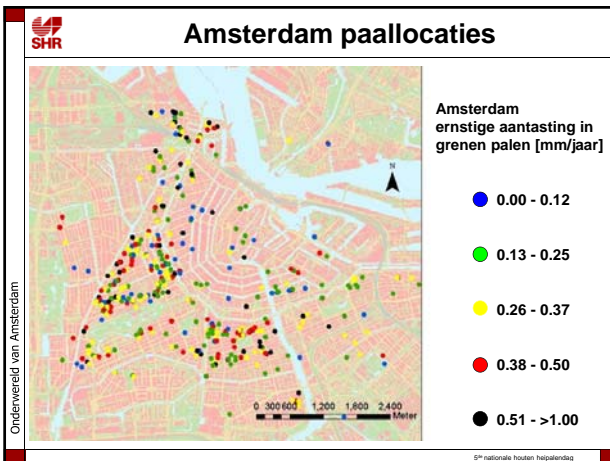 SHR
Amsterdam paallocaties
Onderwereld van Amsterdam
N
0 300 600 1,200 1,600 2,400
Meter
Amsterdam
ernstige aantasting in
grenen palen [mm/jaar]
0.00 - 0.12
0.13 - 0.25
0.26 - 0.37
0.38 - 0.50
0.51 - >1.00
5de nationale houten heipalendag